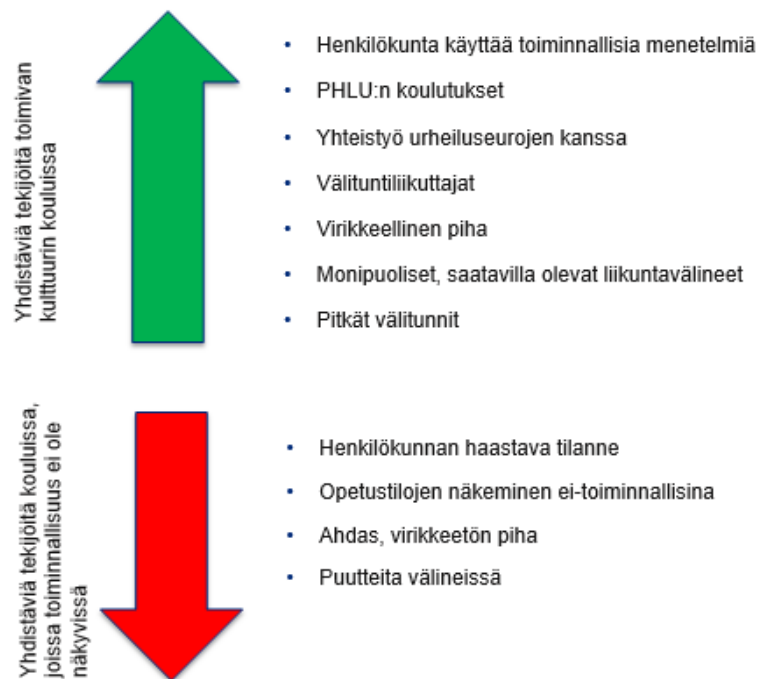 Yhdistäviä tekijöitä toimivan
kulttuurin kouluissa
• Henkilökunta käyttää toiminnallisia menetelmiä
• PHLU:n koulutukset
• Yhteistyö urheiluseurojen kanssa
• Välituntiliikuttajat
• Virikkeellinen piha
• Monipuoliset, saatavilla olevat liikuntavälineet
• Pitkät välitunnit
Yhdistäviä tekijöitä kouluissa,
joissa toiminnallisuus ei ole
näkyvissä
• Henkilökunnan haastava tilanne
• Opetustilojen näkeminen ei-toiminnallisina
• Ahdas, virikkeetön piha
• Puutteita välineissä